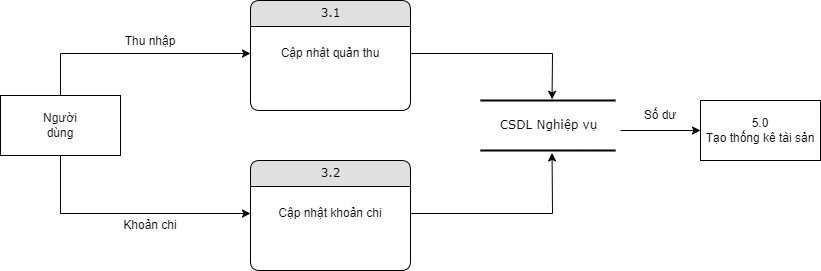 3.1
Thu nhập
Cập nhật quản thu
Người
dùng
CSDL Nghiệp vụ
Số dư
5.0
Tạo thống kê tài sản
3.2
Cập nhật khoản chi
Khoản chi